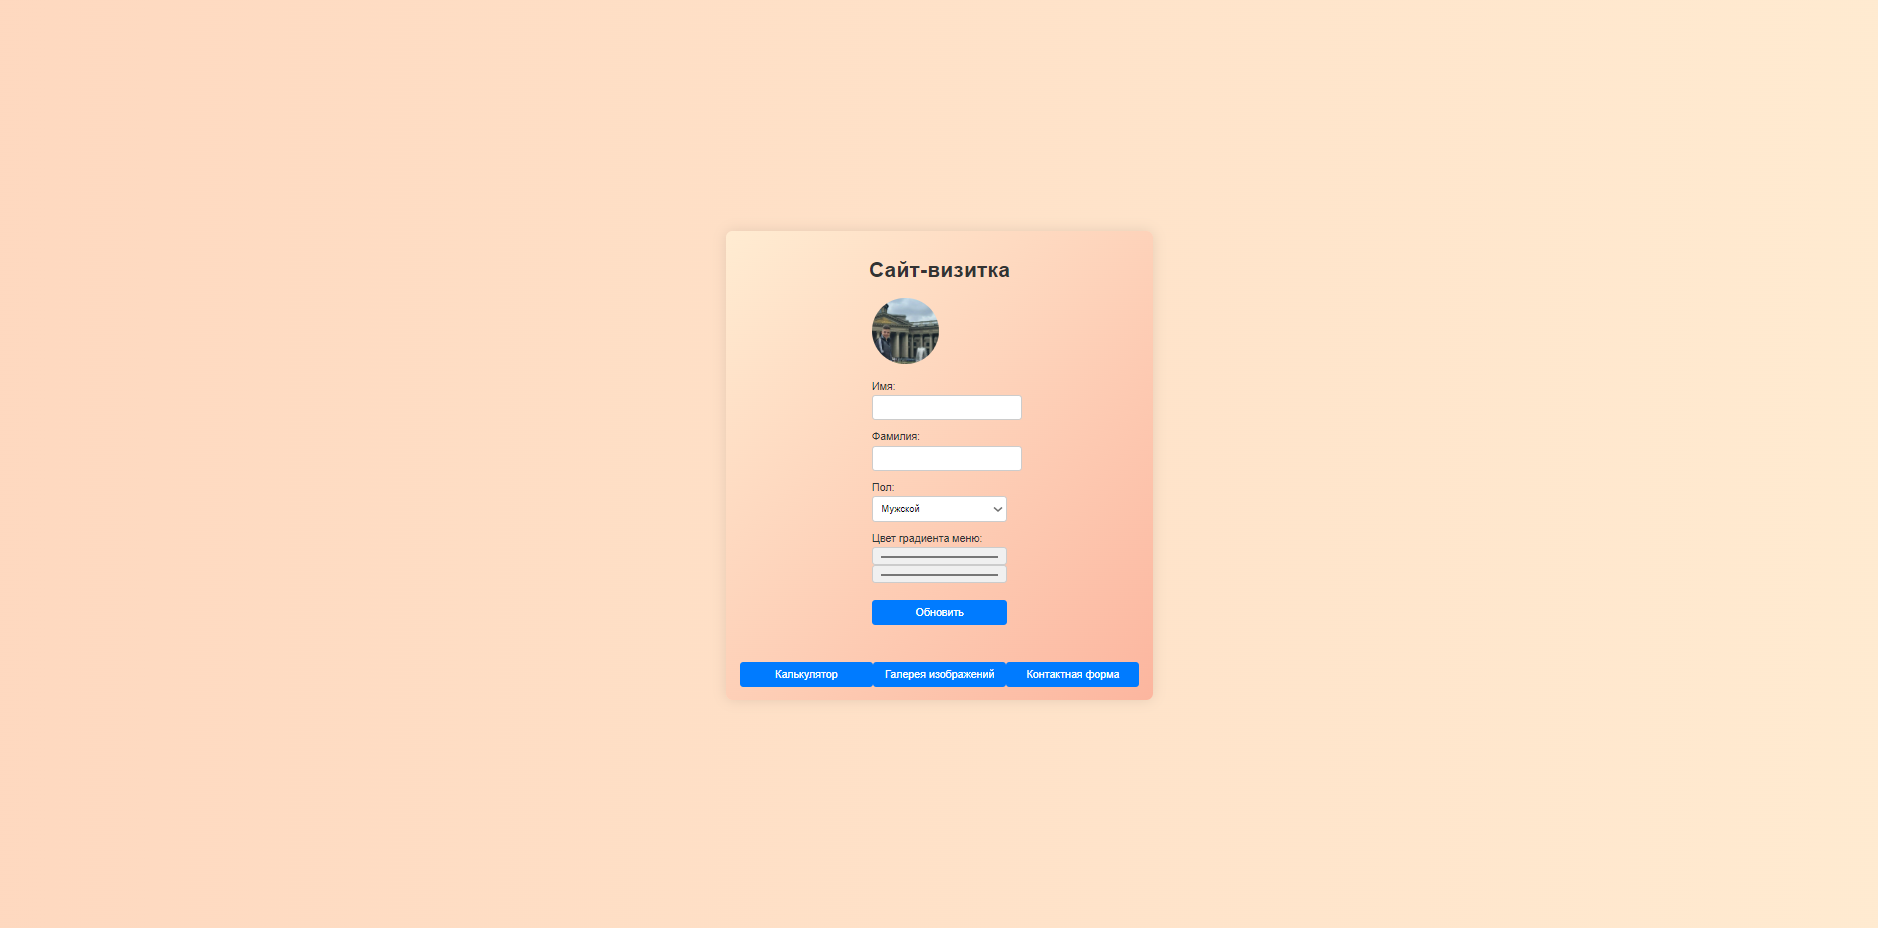 Сайт-визитка
Имя:
Фамилия:
Пол:
Мужской
Цвет градиента меню:
Обновить
Калькулятор
Галерея изображений
Контактная форма